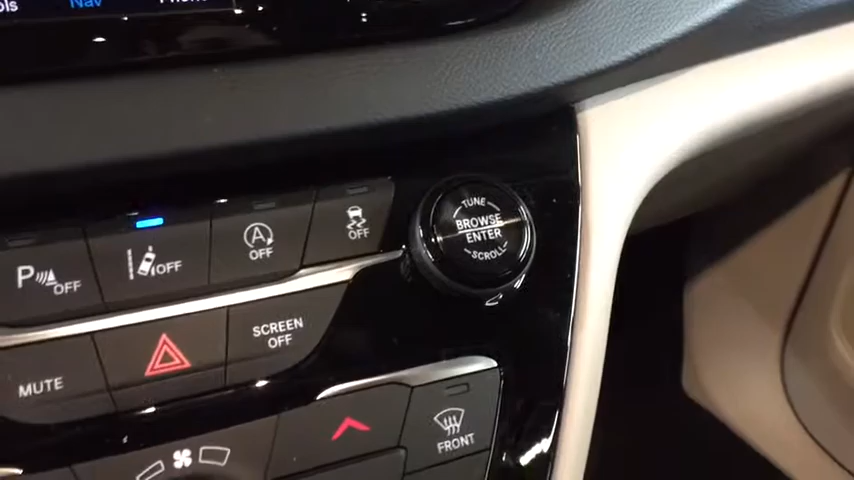 Nav
TUNE
BROWSE
ENTER
SCROLL
P OFF
OFF
A
OFF
OFF
SCREEN
OFF
MUTE
FRONT